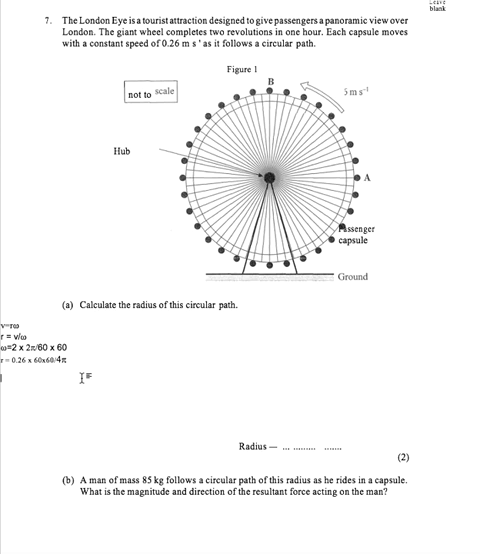 Leave
blank
7. The London Eye is a tourist attraction designed to give passengers a panoramic view over
London. The giant wheel completes two revolutions in one hour. Each capsule moves
with a constant speed of 0.26 m s⁻¹ as it follows a circular path.
Figure 1
B
not to scale
5 m s⁻¹
Hub
A
Passenger
capsule
Ground
(a) Calculate the radius of this circular path.
v=rω
r = v/ω
ω=2 x 2π/60 x 60
r = 0.26 x 60x60/4π
Radius — ... .......... .......
(2)
(b) A man of mass 85 kg follows a circular path of this radius as he rides in a capsule.
What is the magnitude and direction of the resultant force acting on the man?